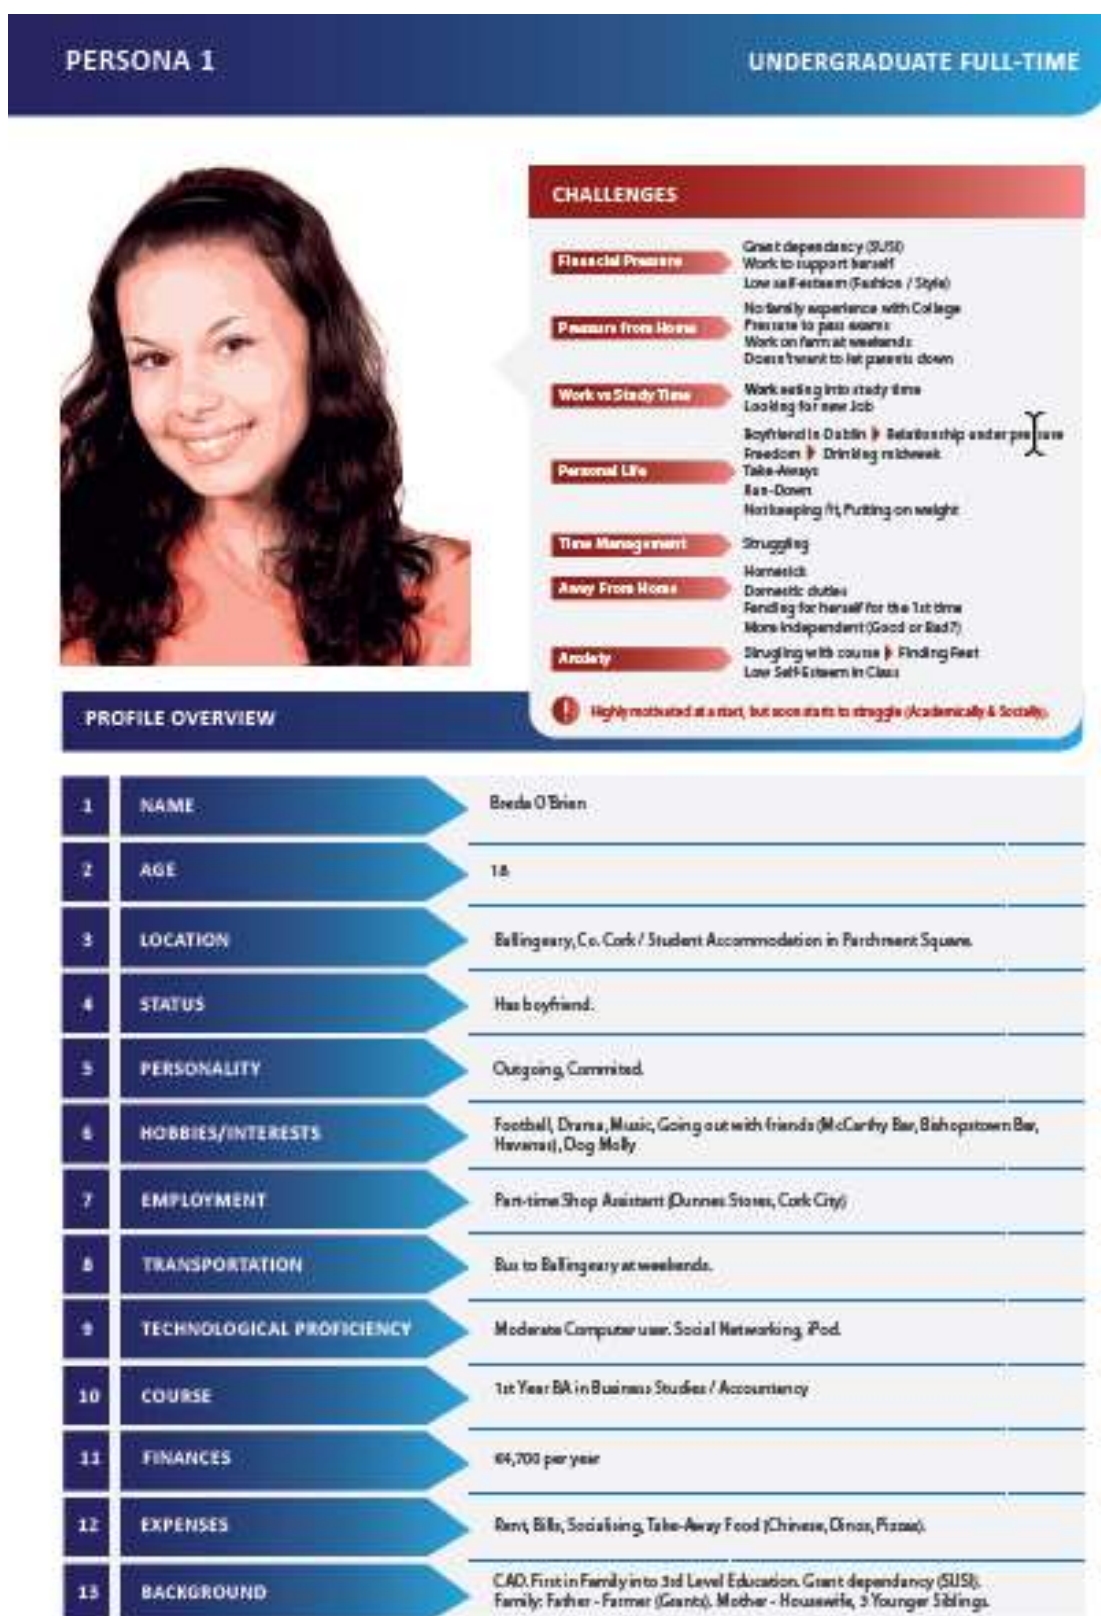 PERSONA 1
UNDERGRADUATE FULL-TIME
CHALLENGES
Financial Pressure
Grant dependancy (SUSI)
Work to support herself
Low self-esteem (Fashion / Style)
Pressure from Home
No family experience with College
Pressure to pass exams
Work on farm at weekends
Doesn't want to let parents down
Work vs Study Time
Work eating into study time
Looking for new Job
Personal Life
Boyfriend in Dublin Relationship under pressure
Freedom Drinking midweek
Take-Aways
Run-Down
Not keeping fit, Putting on weight
Time Management
Struggling
Away From Home
Homesick
Domestic duties
Fending for herself for the 1st time
More independent (Good or Bad?)
Anxiety
Strugling with course Finding Feet
Low Self-Esteem in Class
Highly motivated at a start, but soon starts to struggle (Academically & Socially).
PROFILE OVERVIEW
1 NAME Breda O'Brien
2 AGE 18
3 LOCATION Ballingeary, Co. Cork / Student Accommodation in Parchment Square.
4 STATUS Has boyfriend.
5 PERSONALITY Outgoing, Commited.
6 HOBBIES/INTERESTS Football, Drama, Music, Going out with friends (McCarthy Bar, Bishopstown Bar,
Havanas), Dog Molly
7 EMPLOYMENT Part-time Shop Assistant (Dunnes Stores, Cork City)
8 TRANSPORTATION Bus to Ballingeary at weekends.
9 TECHNOLOGICAL PROFICIENCY Moderate Computer user. Social Networking, iPod.
10 COURSE 1st Year BA in Business Studies / Accountancy
11 FINANCES €4,700 per year
12 EXPENSES Rent, Bills, Socialising, Take-Away Food (Chinese, Dinos, Pizzas).
13 BACKGROUND CAO. First in Family into 3rd Level Education. Grant dependancy (SUSI).
Family: Father - Farmer (Grants). Mother - Housewife, 3 Younger Siblings.